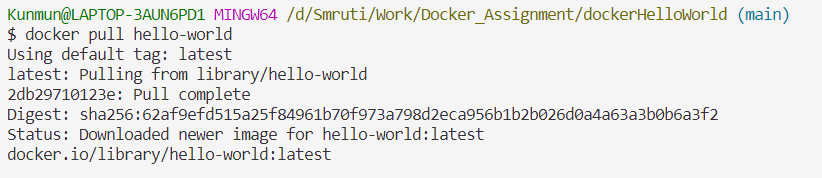 Kunmun@LAPTOP-3AUN6PD1 MINGW64 /d/Smruti/Work/Docker_Assignment/dockerHelloWorld (main)
$ docker pull hello-world
Using default tag: latest
latest: Pulling from library/hello-world
2db29710123e: Pull complete
Digest: sha256:62af9efd515a25f84961b70f973a798d2eca956b1b2b026d0a4a63a3b0b6a3f2
Status: Downloaded newer image for hello-world:latest
docker.io/library/hello-world:latest